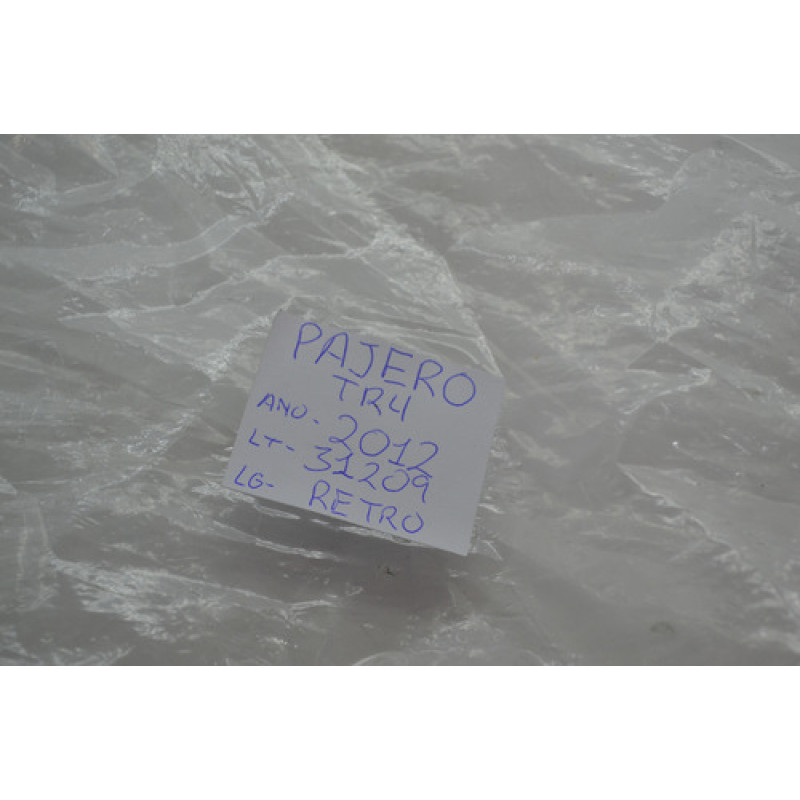 PAJERO
TR4
ANO- 2012
LT- 31209
LG- RETRO